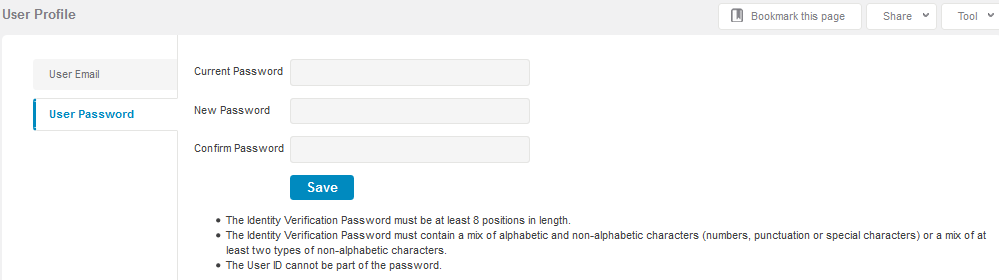 User Profile
Bookmark this page
Share
Tool
User Email
User Password
Current Password
New Password
Confirm Password
Save
• The Identity Verification Password must be at least 8 positions in length.
• The Identity Verification Password must contain a mix of alphabetic and non-alphabetic characters (numbers, punctuation or special characters) or a mix of at
least two types of non-alphabetic characters.
• The User ID cannot be part of the password.